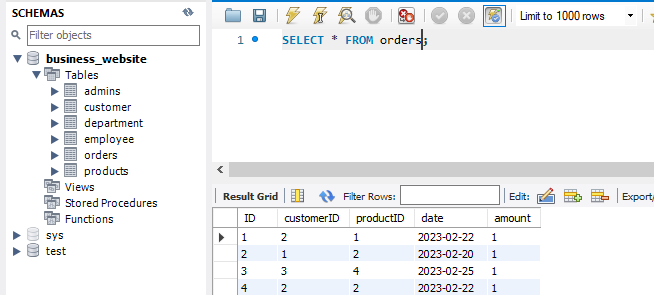 SCHEMAS
Filter objects
business_website
Tables
admins
customer
department
employee
orders
products
Views
Stored Procedures
Functions
sys
test
Limit to 1000 rows
1 SELECT * FROM orders;
Result Grid Filter Rows: Edit: Export/
ID customerID productID date amount
1 2 1 2023-02-22 1
2 1 2 2023-02-20 1
3 3 4 2023-02-25 1
4 2 2 2023-02-22 1